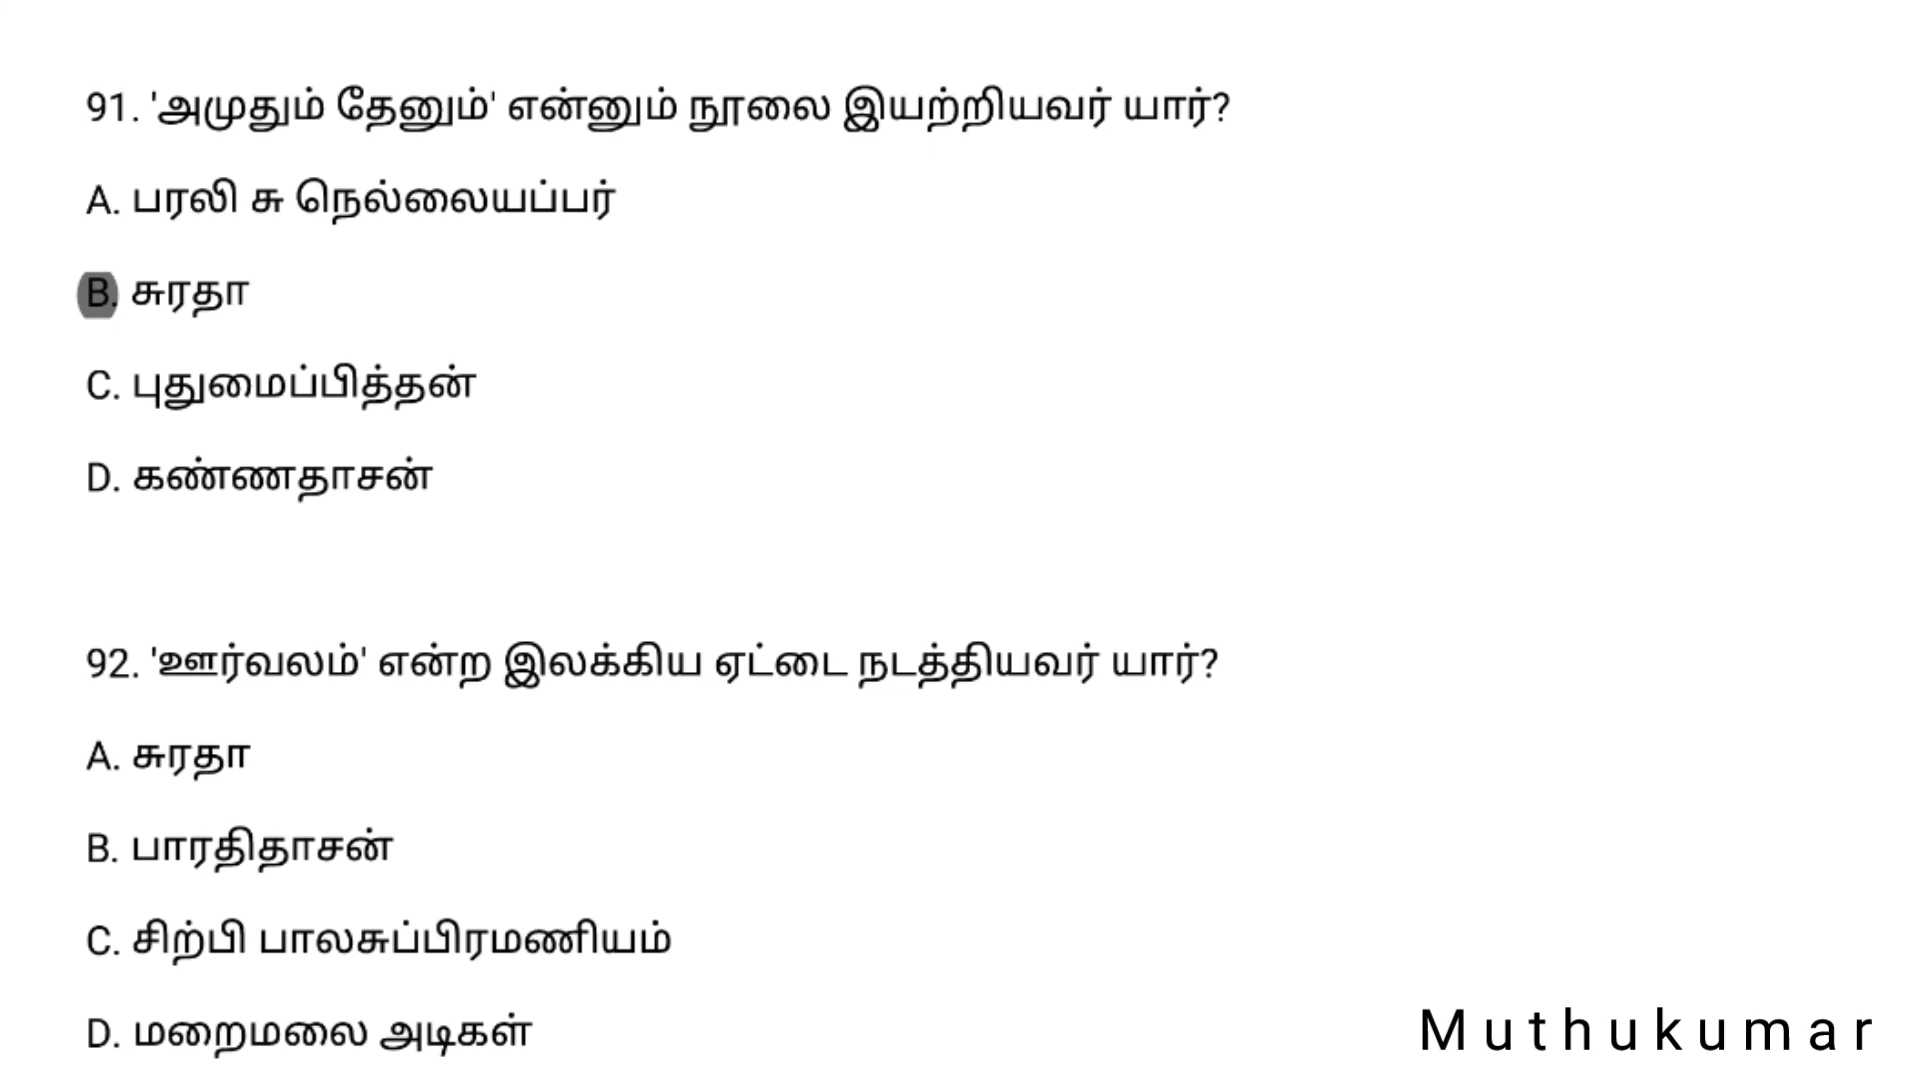 91. 'அமுதும் தேனும்' என்னும் நூலை இயற்றியவர் யார்?
A. பரலி சு நெல்லையப்பர்
B. சுரதா
C. புதுமைப்பித்தன்
D. கண்ணதாசன்
92. 'ஊர்வலம்' என்ற இலக்கிய ஏட்டை நடத்தியவர் யார்?
A. சுரதா
B. பாரதிதாசன்
C. சிற்பி பாலசுப்பிரமணியம்
D. மறைமலை அடிகள்
Muthukumar